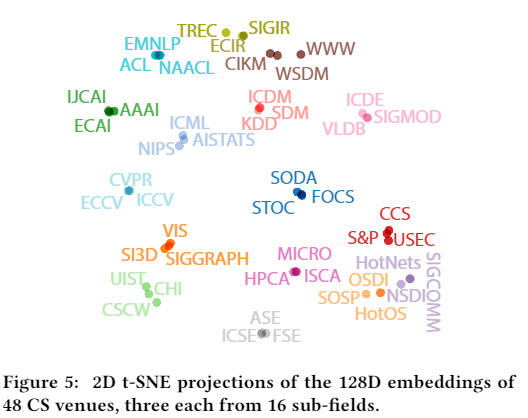 TREC SIGIR
ECIR
EMNLP
ACL NAACL
WWW
CIKM
WSDM
IJCAI
AAAI
ECAI
ICDM
SDM
KDD
ICDE
SIGMOD
VLDB
ICML
AISTATS
NIPS
CVPR
ECCV ICCV
SODA
FOCS
STOC
CCS
S&P USEC
VIS
SI3D SIGGRAPH
MICRO
HPCA ISCA
HotNets
NSDI
SIGCOMM
OSDI
SOSP
HotOS
UIST
CHI
CSCW
ASE
ICSE FSE
Figure 5: 2D t-SNE projections of the 128D embeddings of
48 CS venues, three each from 16 sub-fields.